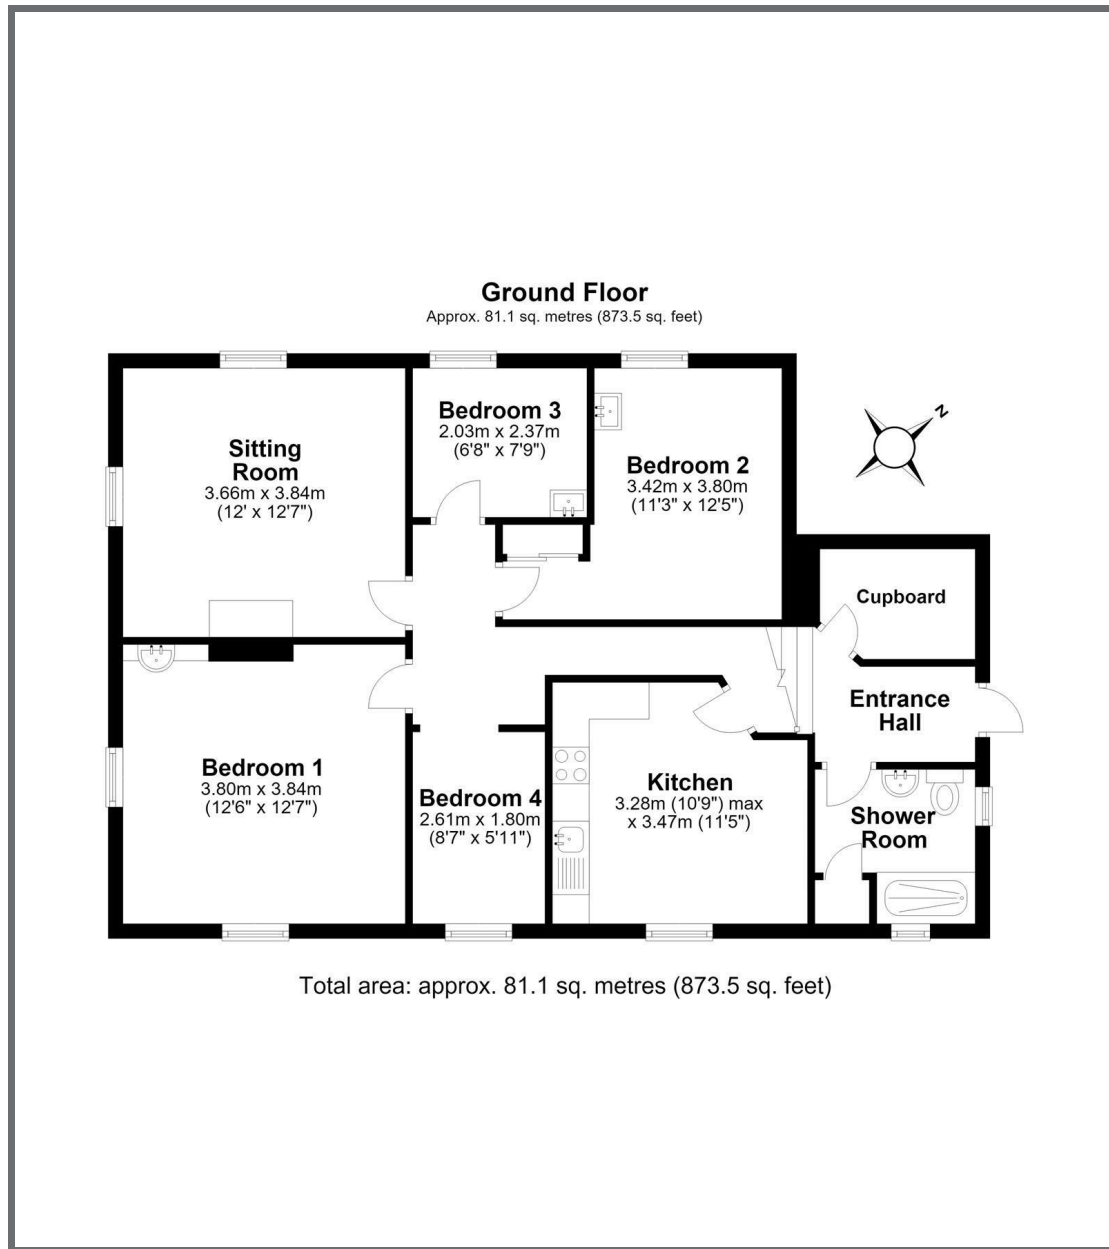 Ground Floor
Approx. 81.1 sq. metres (873.5 sq. feet)
Sitting
Room
3.66m x 3.84m
(12' x 12'7")
Bedroom 3
2.03m x 2.37m
(6'8" x 7'9")
Bedroom 2
3.42m x 3.80m
(11'3" x 12'5")
N
Cupboard
Entrance
Hall
Bedroom 1
3.80m x 3.84m
(12'6" x 12'7")
Bedroom 4
2.61m x 1.80m
(8'7" x 5'11")
Kitchen
3.28m (10'9") max
x 3.47m (11'5")
Shower
Room
Total area: approx. 81.1 sq. metres (873.5 sq. feet)